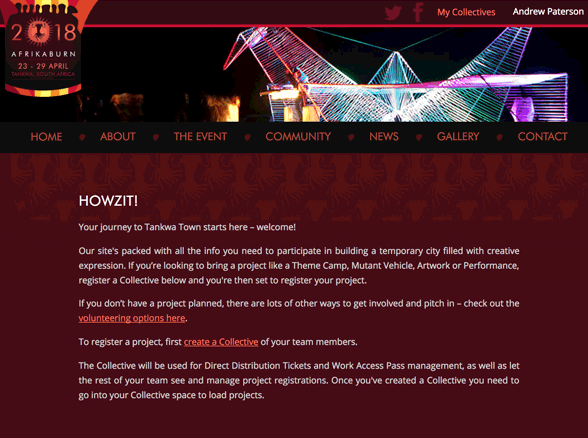 My Collectives Andrew Paterson
2018
AFRIKABURN
23 - 29 APRIL
TANKWA, SOUTH AFRICA
HOME ABOUT THE EVENT COMMUNITY NEWS GALLERY CONTACT
HOWZIT!
Your journey to Tankwa Town starts here – welcome!
Our site's packed with all the info you need to participate in building a temporary city filled with creative
expression. If you’re looking to bring a project like a Theme Camp, Mutant Vehicle, Artwork or Performance,
register a Collective below and you're then set to register your project.
If you don’t have a project planned, there are lots of other ways to get involved and pitch in – check out the
volunteering options here.
To register a project, first create a Collective of your team members.
The Collective will be used for Direct Distribution Tickets and Work Access Pass management, as well as let
the rest of your team see and manage project registrations. Once you've created a Collective you need to
go into your Collective space to load projects.